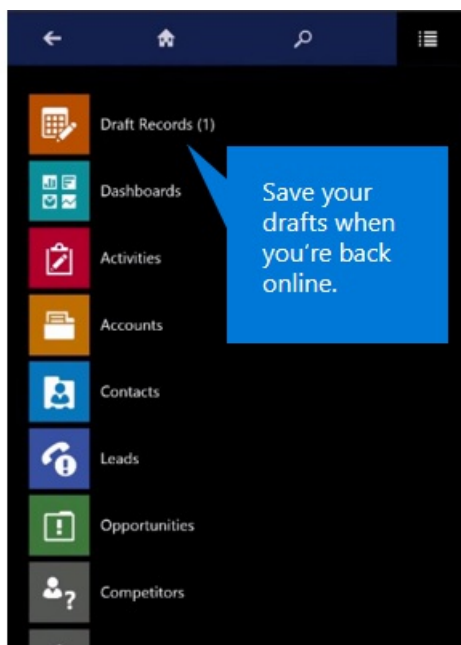 Draft Records (1)
Dashboards
Save your
drafts when
you're back
online.
Activities
Accounts
Contacts
Leads
Opportunities
Competitors